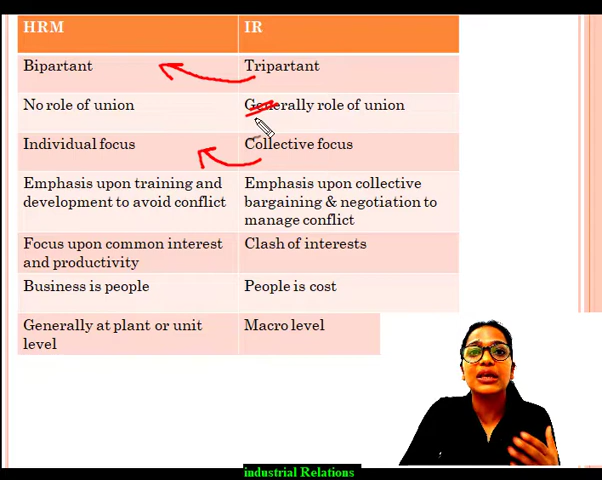 HRM IR
Bipartant Tripartant
No role of union Generally role of union
Individual focus Collective focus
Emphasis upon training and Emphasis upon collective
development to avoid conflict bargaining & negotiation to
manage conflict
Focus upon common interest Clash of interests
and productivity
Business is people People is cost
Generally at plant or unit Macro level
level
industrial Relations